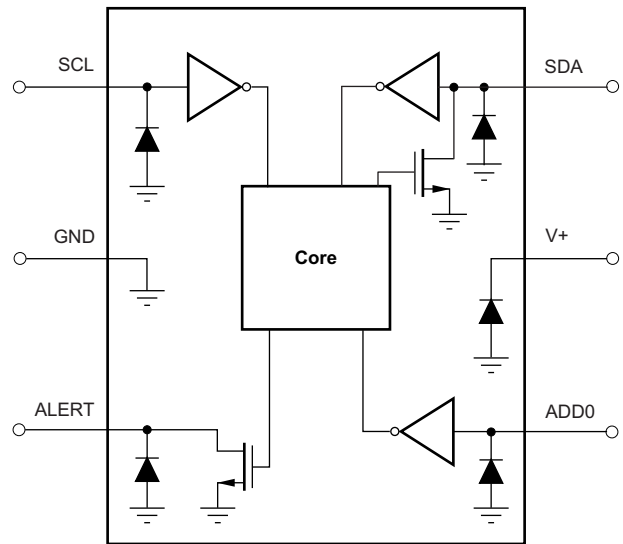 SCL
SDA
GND
Core
V+
ALERT
ADD0